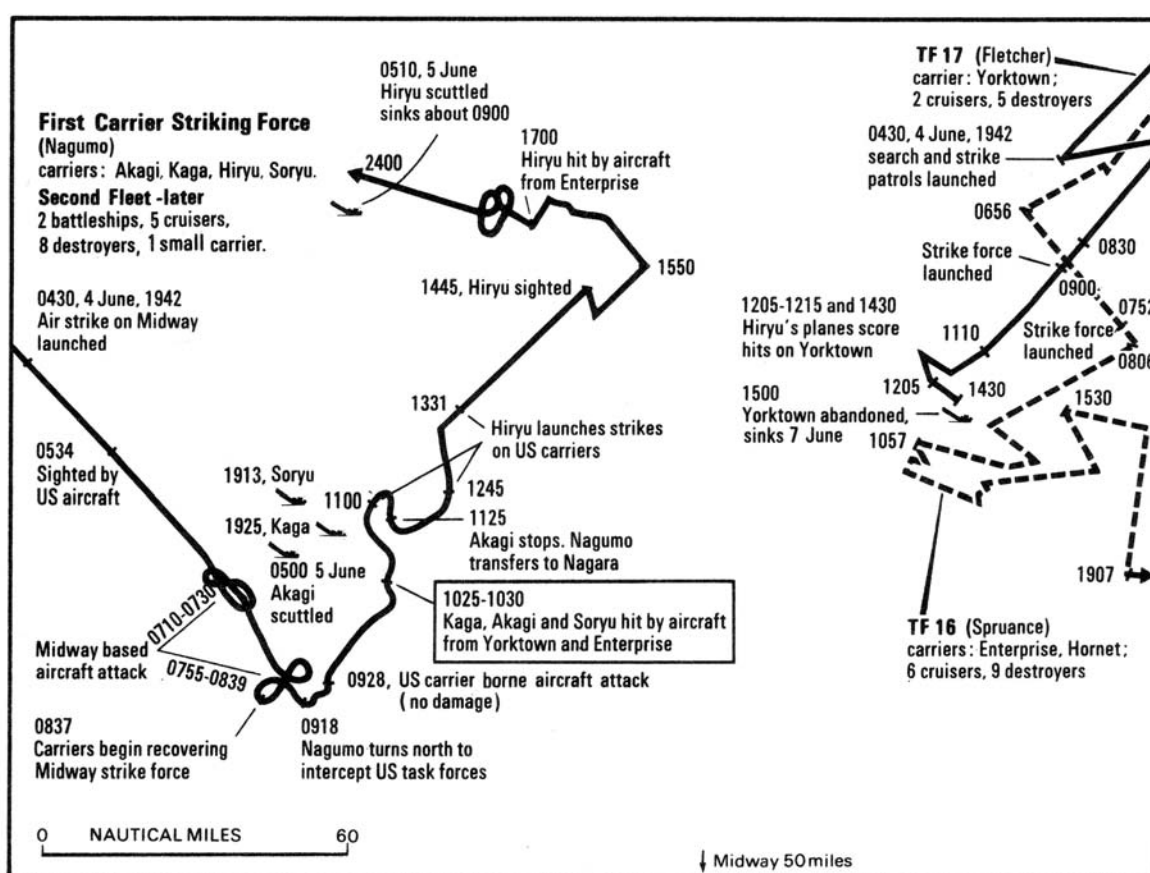 First Carrier Striking Force
(Nagumo)
carriers: Akagi, Kaga, Hiryu, Soryu.
Second Fleet -later
2 battleships, 5 cruisers,
8 destroyers, 1 small carrier.
0510, 5 June
Hiryu scuttled
sinks about 0900
2400
1700
Hiryu hit by aircraft
from Enterprise
1550
1445, Hiryu sighted
0430, 4 June, 1942
Air strike on Midway
launched
0534
Sighted by
US aircraft
1331
Hiryu launches strikes
on US carriers
1913, Soryu
1100
1245
1925, Kaga
1125
Akagi stops. Nagumo
transfers to Nagara
0500 5 June
Akagi
scuttled
1025-1030
Kaga, Akagi and Soryu hit by aircraft
from Yorktown and Enterprise
0710-0730
Midway based
aircraft attack
0755-0839
0928, US carrier borne aircraft attack
(no damage)
0837
Carriers begin recovering
Midway strike force
0918
Nagumo turns north to
intercept US task forces
0 NAUTICAL MILES 60
Midway 50 miles
TF 17 (Fletcher)
carrier: Yorktown;
2 cruisers, 5 destroyers
0430, 4 June, 1942
search and strike
patrols launched
0656
0830
Strike force
launched
0900
0752
1205-1215 and 1430
Hiryu's planes score
hits on Yorktown
1110
Strike force
launched
0806
1205
1430
1500
Yorktown abandoned,
sinks 7 June
1530
1057
1907
TF 16 (Spruance)
carriers: Enterprise, Hornet;
6 cruisers, 9 destroyers